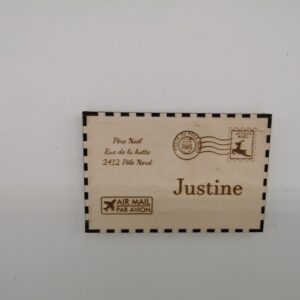 Père Noël
Rue de la hotte
2412 Pôle Nord
Justine
AIR MAIL
PAR AVION